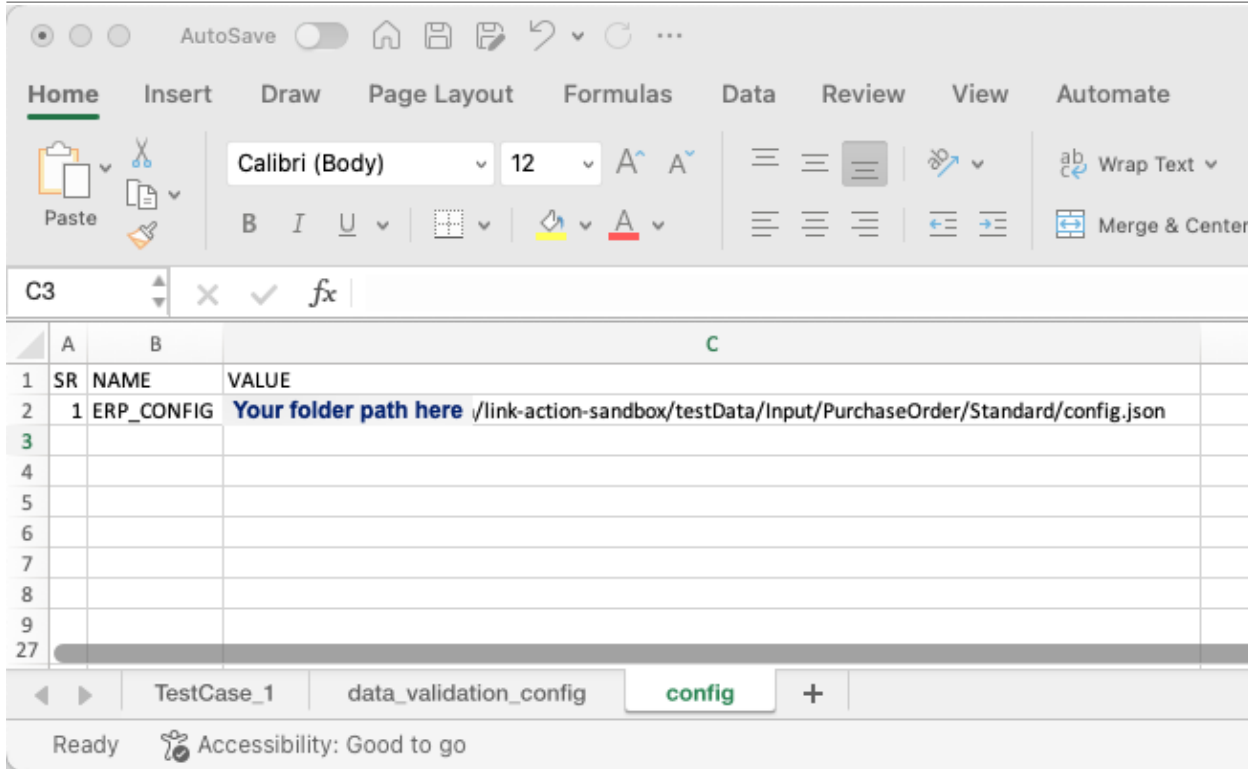 AutoSave
Home Insert Draw Page Layout Formulas Data Review View Automate
Calibri (Body) 12 A A ab Wrap Text
c
Paste B I U A Merge & Center
C3 fx
A B C
1 SR NAME VALUE
2 1 ERP_CONFIG Your folder path here /link-action-sandbox/testData/Input/PurchaseOrder/Standard/config.json
3
4
5
6
7
8
9
27
TestCase_1 data_validation_config config +
Ready Accessibility: Good to go